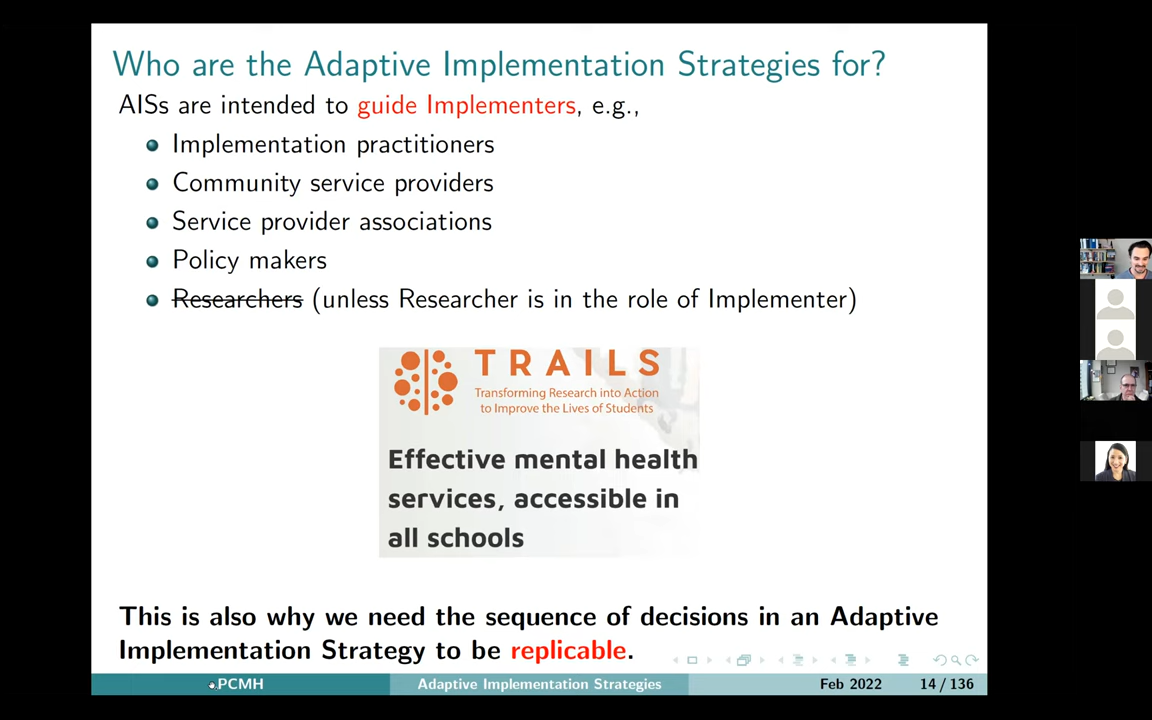 Who are the Adaptive Implementation Strategies for?
AISs are intended to guide Implementers, e.g.,
Implementation practitioners
Community service providers
Service provider associations
Policy makers
Researchers (unless Researcher is in the role of Implementer)
TRAILS
Transforming Research into Action
to Improve the Lives of Students
Effective mental health
services, accessible in
all schools
This is also why we need the sequence of decisions in an Adaptive
Implementation Strategy to be replicable.
PCMH Adaptive Implementation Strategies Feb 2022 14 / 136